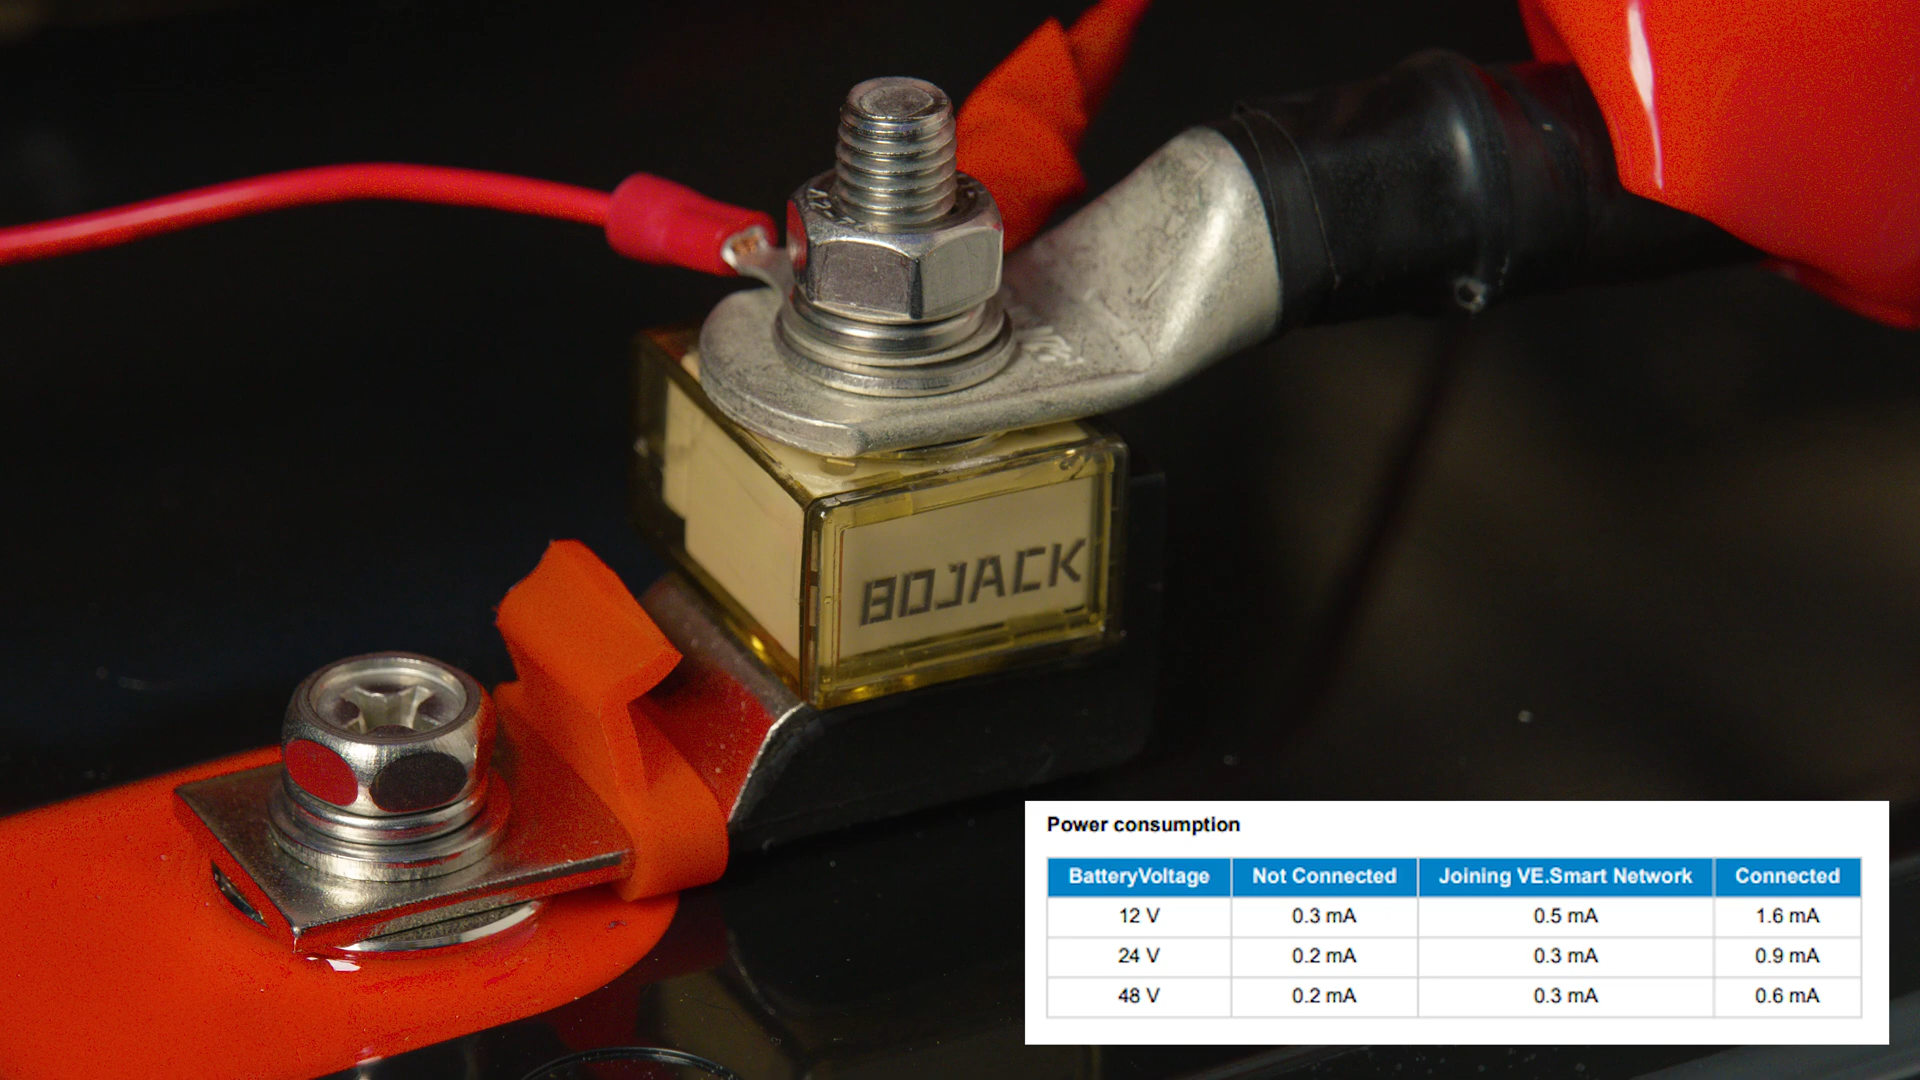 BOJACK
Power consumption
BatteryVoltage Not Connected Joining VE.Smart Network Connected
12 V 0.3 mA 0.5 mA 1.6 mA
24 V 0.2 mA 0.3 mA 0.9 mA
48 V 0.2 mA 0.3 mA 0.6 mA